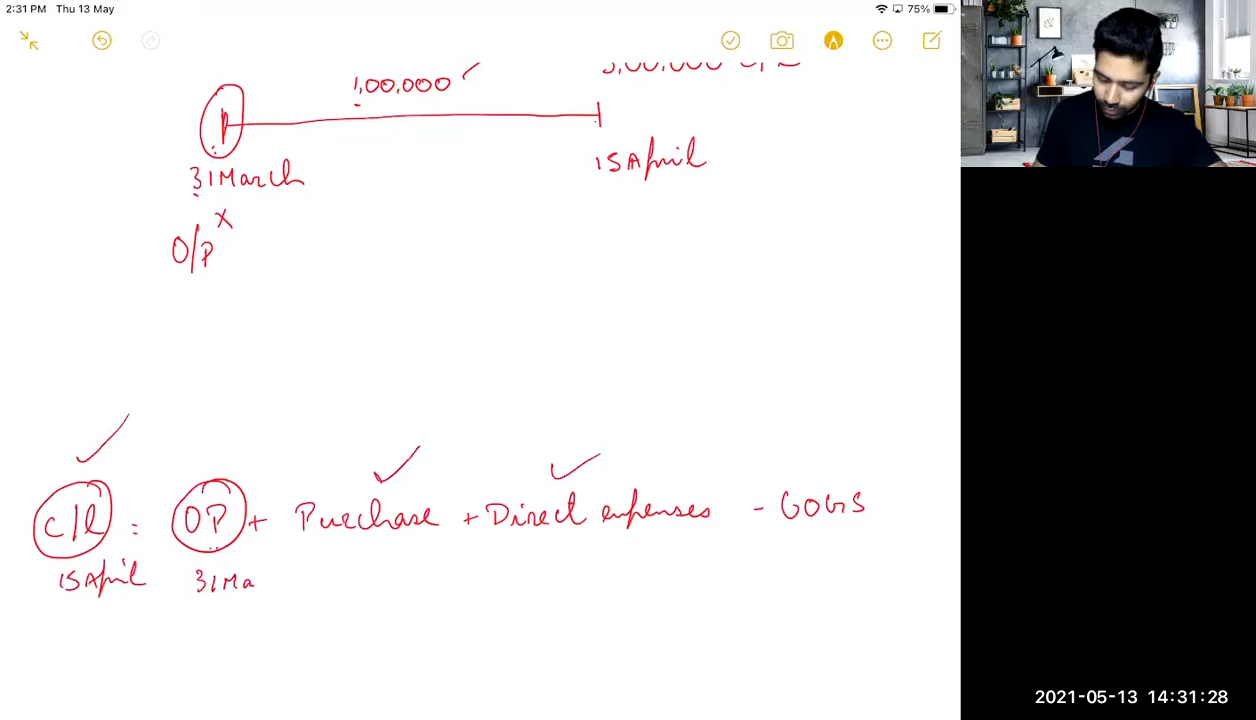 2:31 PM Thu 13 May
75%
1,00,000
P
31 March
15 April
O/P
C/l = OP + Purchase + Direct expenses - COGS
15 April 31 Ma
2021-05-13 14:31:28